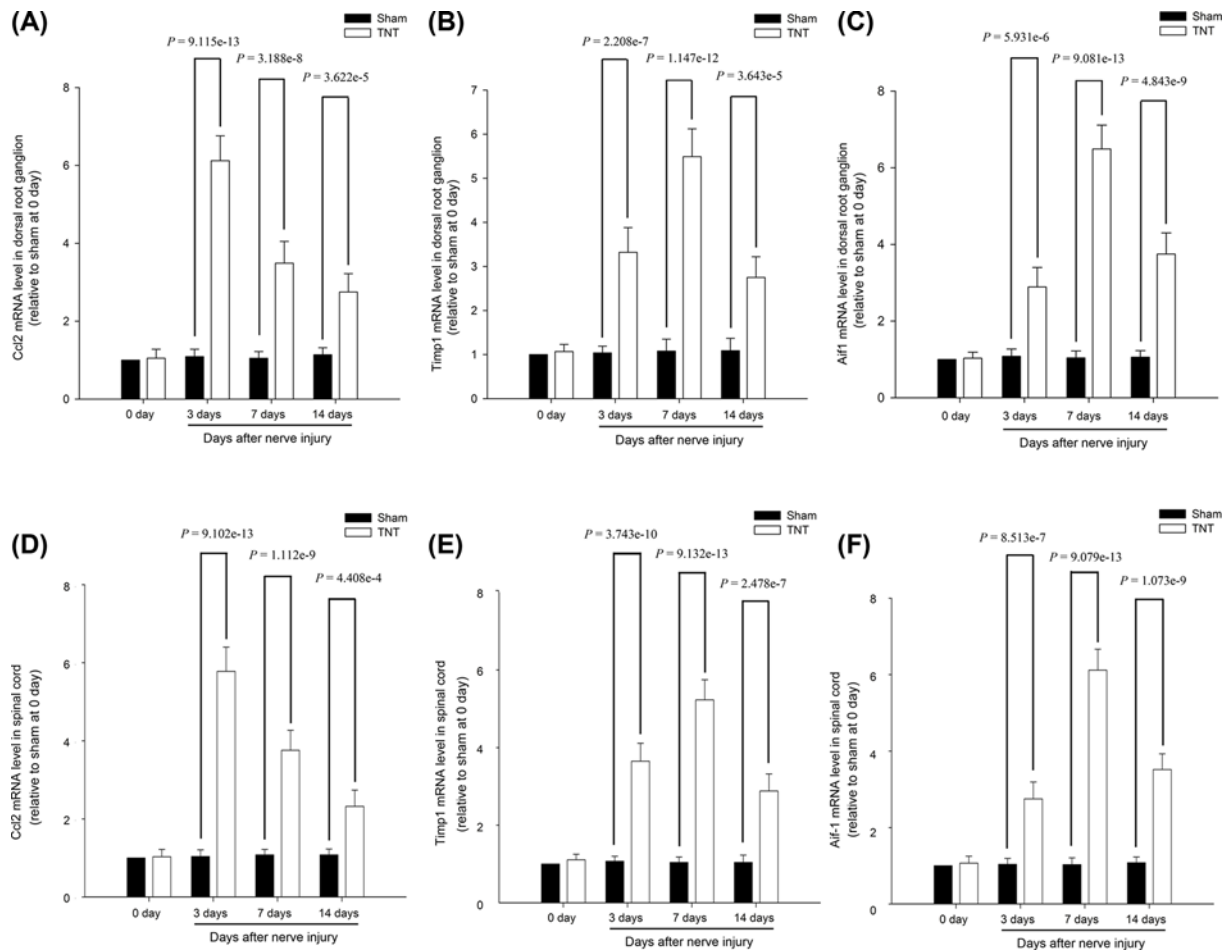 (A)
Sham
TNT
P = 9.115e-13
P = 3.188e-8
P = 3.622e-5
Ccl2 mRNA level in dorsal root ganglion
(relative to sham at 0 day)
8
6
4
2
0
0 day
3 days
7 days
14 days
Days after nerve injury
(B)
Sham
TNT
P = 2.208e-7
P = 1.147e-12
P = 3.643e-5
Timp1 mRNA level in dorsal root ganglion
(relative to sham at 0 day)
7
6
5
4
3
2
1
0
0 day
3 days
7 days
14 days
Days after nerve injury
(C)
Sham
TNT
P = 5.931e-6
P = 9.081e-13
P = 4.843e-9
Aif1 mRNA level in dorsal root ganglion
(relative to sham at 0 day)
8
6
4
2
0
0 day
3 days
7 days
14 days
Days after nerve injury
(D)
Sham
TNT
P = 9.102e-13
P = 1.112e-9
P = 4.408e-4
Ccl2 mRNA level in spinal cord
(relative to sham at 0 day)
8
6
4
2
0
0 day
3 days
7 days
14 days
Days after nerve injury
(E)
Sham
TNT
P = 3.743e-10
P = 9.132e-13
P = 2.478e-7
Timp1 mRNA level in spinal cord
(relative to sham at 0 day)
8
6
4
2
0
0 day
3 days
7 days
14 days
Days after nerve injury
(F)
Sham
TNT
P = 8.513e-7
P = 9.079e-13
P = 1.073e-9
Aif-1 mRNA level in spinal cord
(relative to sham at 0 day)
8
6
4
2
0
0 day
3 days
7 days
14 days
Days after nerve injury